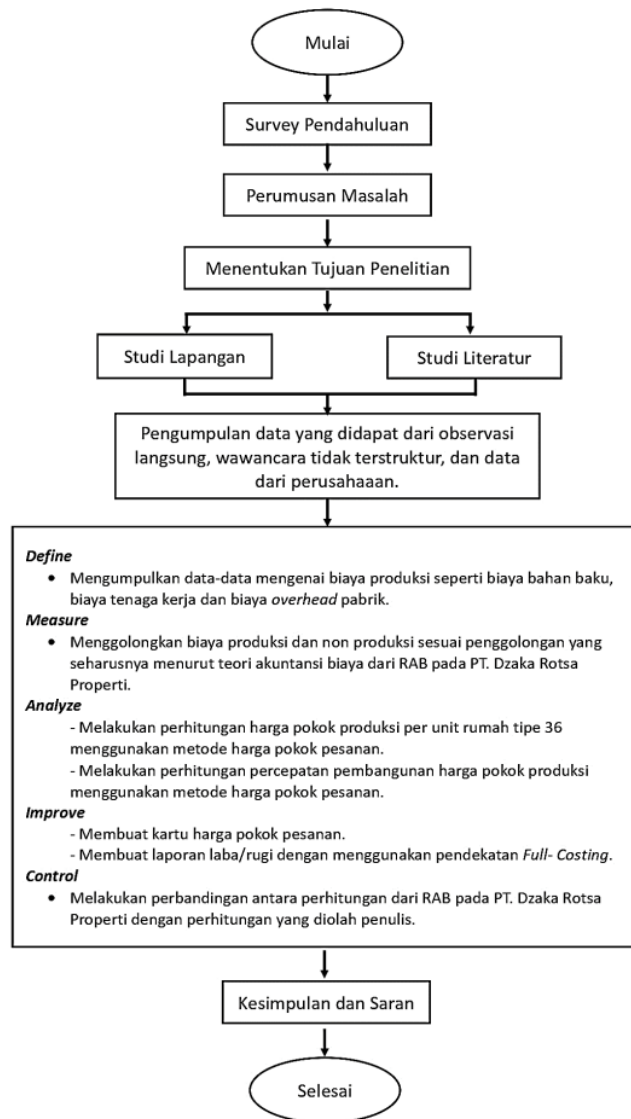 Mulai
Survey Pendahuluan
Perumusan Masalah
Menentukan Tujuan Penelitian
Studi Lapangan
Studi Literatur
Pengumpulan data yang didapat dari observasi
langsung, wawancara tidak terstruktur, dan data
dari perusahaaan.
Define
• Mengumpulkan data-data mengenai biaya produksi seperti biaya bahan baku,
biaya tenaga kerja dan biaya overhead pabrik.
Measure
• Menggolongkan biaya produksi dan non produksi sesuai penggolongan yang
seharusnya menurut teori akuntansi biaya dari RAB pada PT. Dzaka Rotsa
Properti.
Analyze
- Melakukan perhitungan harga pokok produksi per unit rumah tipe 36
menggunakan metode harga pokok pesanan.
- Melakukan perhitungan percepatan pembangunan harga pokok produksi
menggunakan metode harga pokok pesanan.
Improve
- Membuat kartu harga pokok pesanan.
- Membuat laporan laba/rugi dengan menggunakan pendekatan Full- Costing.
Control
• Melakukan perbandingan antara perhitungan dari RAB pada PT. Dzaka Rotsa
Properti dengan perhitungan yang diolah penulis.
Kesimpulan dan Saran
Selesai